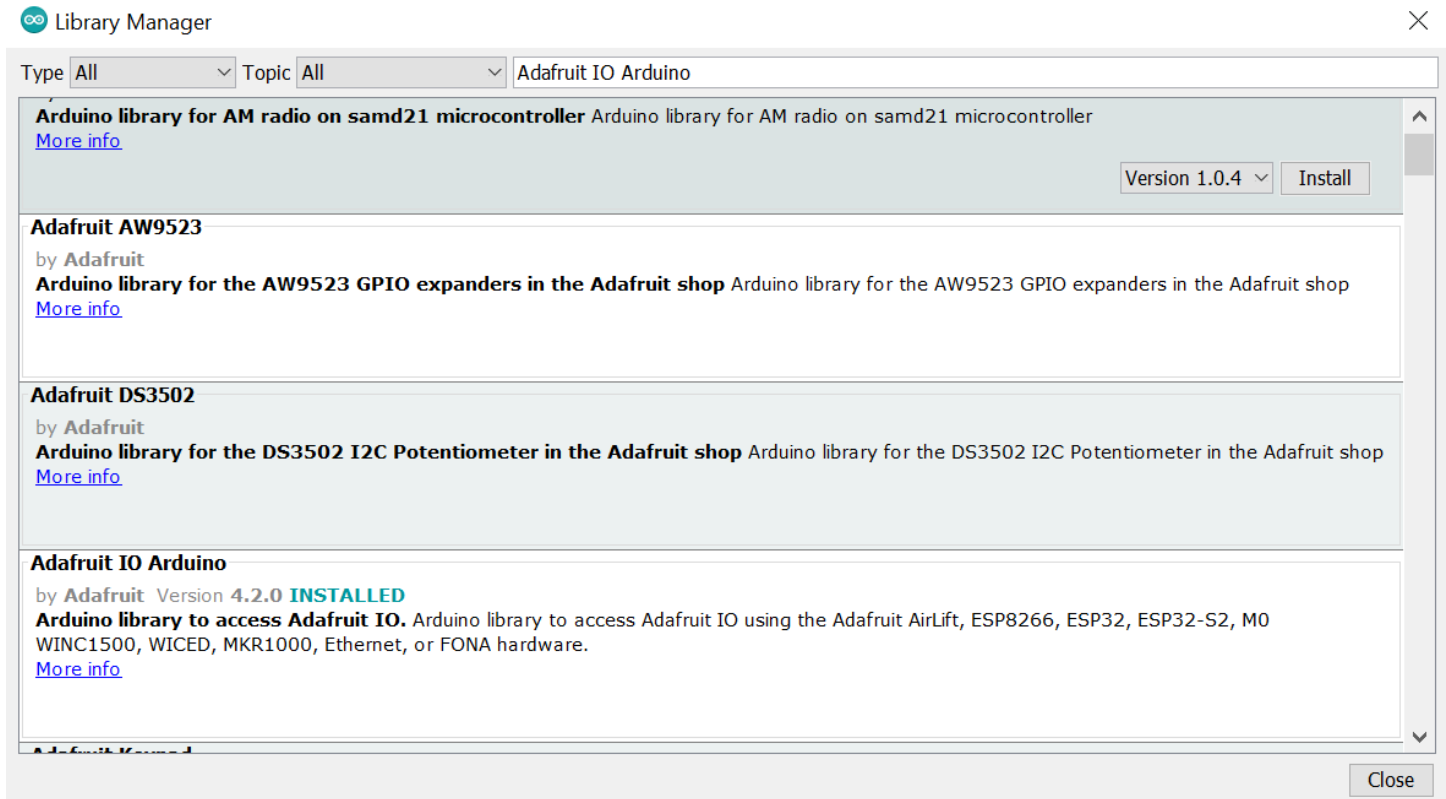 Library Manager
Type All Topic All Adafruit IO Arduino
Arduino library for AM radio on samd21 microcontroller Arduino library for AM radio on samd21 microcontroller
More info
Version 1.0.4 Install
Adafruit AW9523
by Adafruit
Arduino library for the AW9523 GPIO expanders in the Adafruit shop Arduino library for the AW9523 GPIO expanders in the Adafruit shop
More info
Adafruit DS3502
by Adafruit
Arduino library for the DS3502 I2C Potentiometer in the Adafruit shop Arduino library for the DS3502 I2C Potentiometer in the Adafruit shop
More info
Adafruit IO Arduino
by Adafruit Version 4.2.0 INSTALLED
Arduino library to access Adafruit IO. Arduino library to access Adafruit IO using the Adafruit AirLift, ESP8266, ESP32, ESP32-S2, M0
WINC1500, WICED, MKR1000, Ethernet, or FONA hardware.
More info
Adafruit Keypad
Close